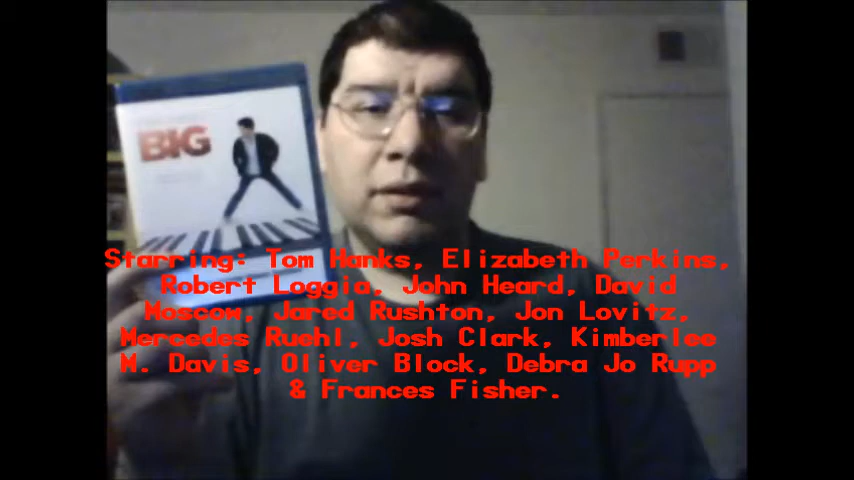 BIG
Starring: Tom Hanks, Elizabeth Perkins,
Robert Loggia, John Heard, David
Moscow, Jared Rushton, Jon Lovitz,
Mercedes Ruehl, Josh Clark, Kimberlee
M. Davis, Oliver Block, Debra Jo Rupp
& Frances Fisher.